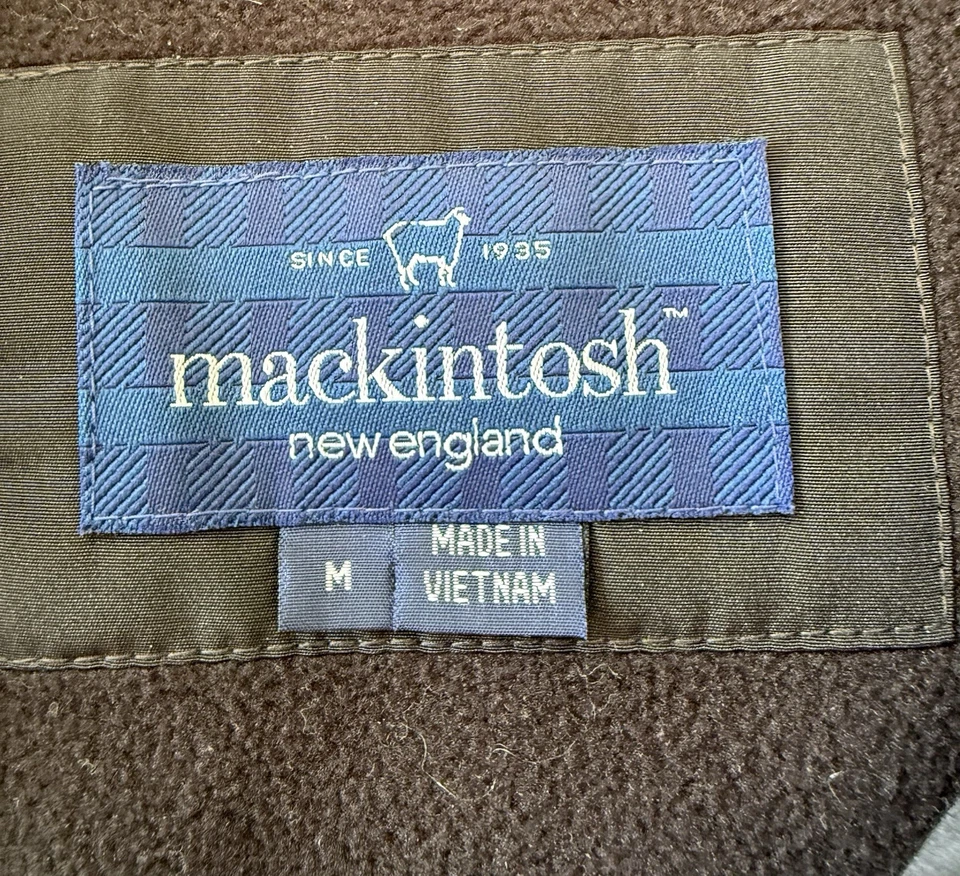 SINCE 1935
mackintosh™
new england
M
MADE IN
VIETNAM